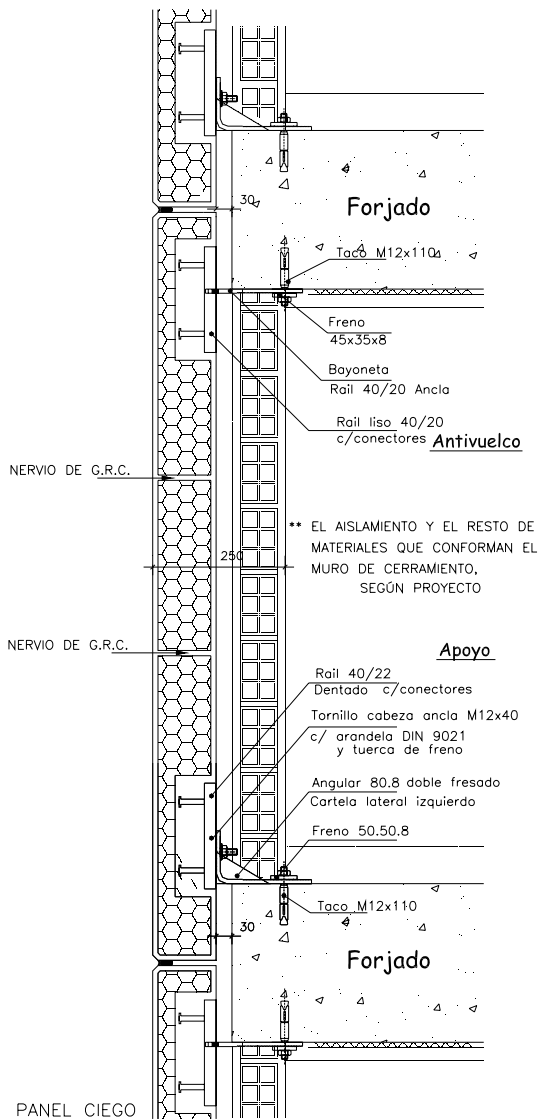 30
Forjado
Taco M12x110
Freno
45x35x8
Bayoneta
Rail 40/20 Ancla
Rail liso 40/20
c/conectores
Antivuelco
NERVIO DE G.R.C.
** EL AISLAMIENTO Y EL RESTO DE
MATERIALES QUE CONFORMAN EL
MURO DE CERRAMIENTO,
SEGÚN PROYECTO
250
NERVIO DE G.R.C.
Apoyo
Rail 40/22
Dentado c/conectores
Tornillo cabeza ancla M12x40
c/ arandela DIN 9021
y tuerca de freno
Angular 80.8 doble fresado
Cartela lateral izquierdo
Freno 50.50.8
Taco M12x110
30
Forjado
PANEL CIEGO